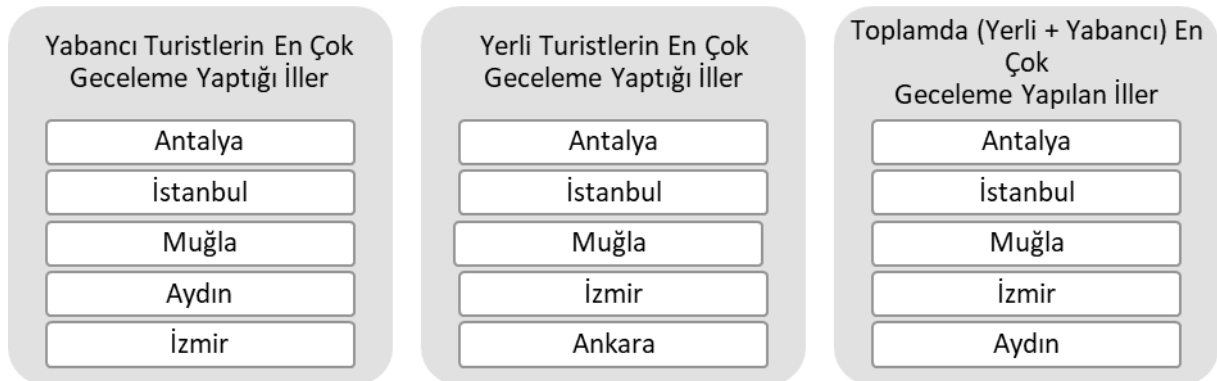 Yabancı Turistlerin En Çok
Geceleme Yaptığı İller
Antalya
İstanbul
Muğla
Aydın
İzmir
Yerli Turistlerin En Çok
Geceleme Yaptığı İller
Antalya
İstanbul
Muğla
İzmir
Ankara
Toplamda (Yerli + Yabancı) En
Çok
Geceleme Yapılan İller
Antalya
İstanbul
Muğla
İzmir
Aydın